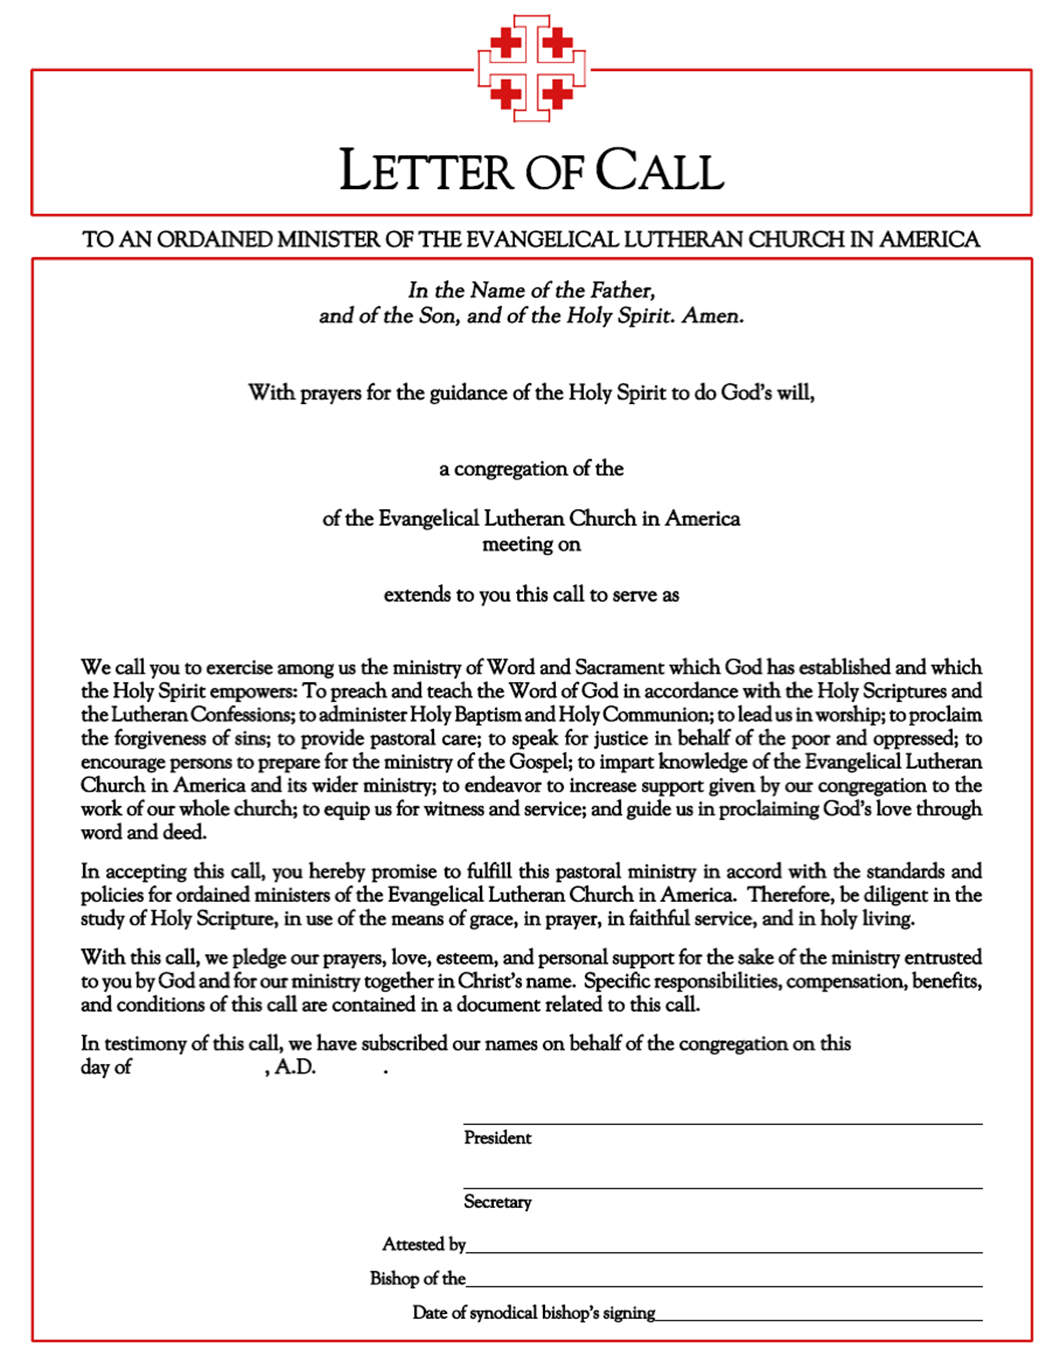 LETTER OF CALL
TO AN ORDAINED MINISTER OF THE EVANGELICAL LUTHERAN CHURCH IN AMERICA
In the Name of the Father,
and of the Son, and of the Holy Spirit. Amen.
With prayers for the guidance of the Holy Spirit to do God's will,
a congregation of the
of the Evangelical Lutheran Church in America
meeting on
extends to you this call to serve as
We call you to exercise among us the ministry of Word and Sacrament which God has established and which
the Holy Spirit empowers: To preach and teach the Word of God in accordance with the Holy Scriptures and
the Lutheran Confessions; to administer Holy Baptism and Holy Communion; to lead us in worship; to proclaim
the forgiveness of sins; to provide pastoral care; to speak for justice in behalf of the poor and oppressed; to
encourage persons to prepare for the ministry of the Gospel; to impart knowledge of the Evangelical Lutheran
Church in America and its wider ministry; to endeavor to increase support given by our congregation to the
work of our whole church; to equip us for witness and service; and guide us in proclaiming God's love through
word and deed.
In accepting this call, you hereby promise to fulfill this pastoral ministry in accord with the standards and
policies for ordained ministers of the Evangelical Lutheran Church in America. Therefore, be diligent in the
study of Holy Scripture, in use of the means of grace, in prayer, in faithful service, and in holy living.
With this call, we pledge our prayers, love, esteem, and personal support for the sake of the ministry entrusted
to you by God and for our ministry together in Christ's name. Specific responsibilities, compensation, benefits,
and conditions of this call are contained in a document related to this call.
In testimony of this call, we have subscribed our names on behalf of the congregation on this
day of , A.D. .
President
Secretary
Attested by
Bishop of the
Date of synodical bishop's signing